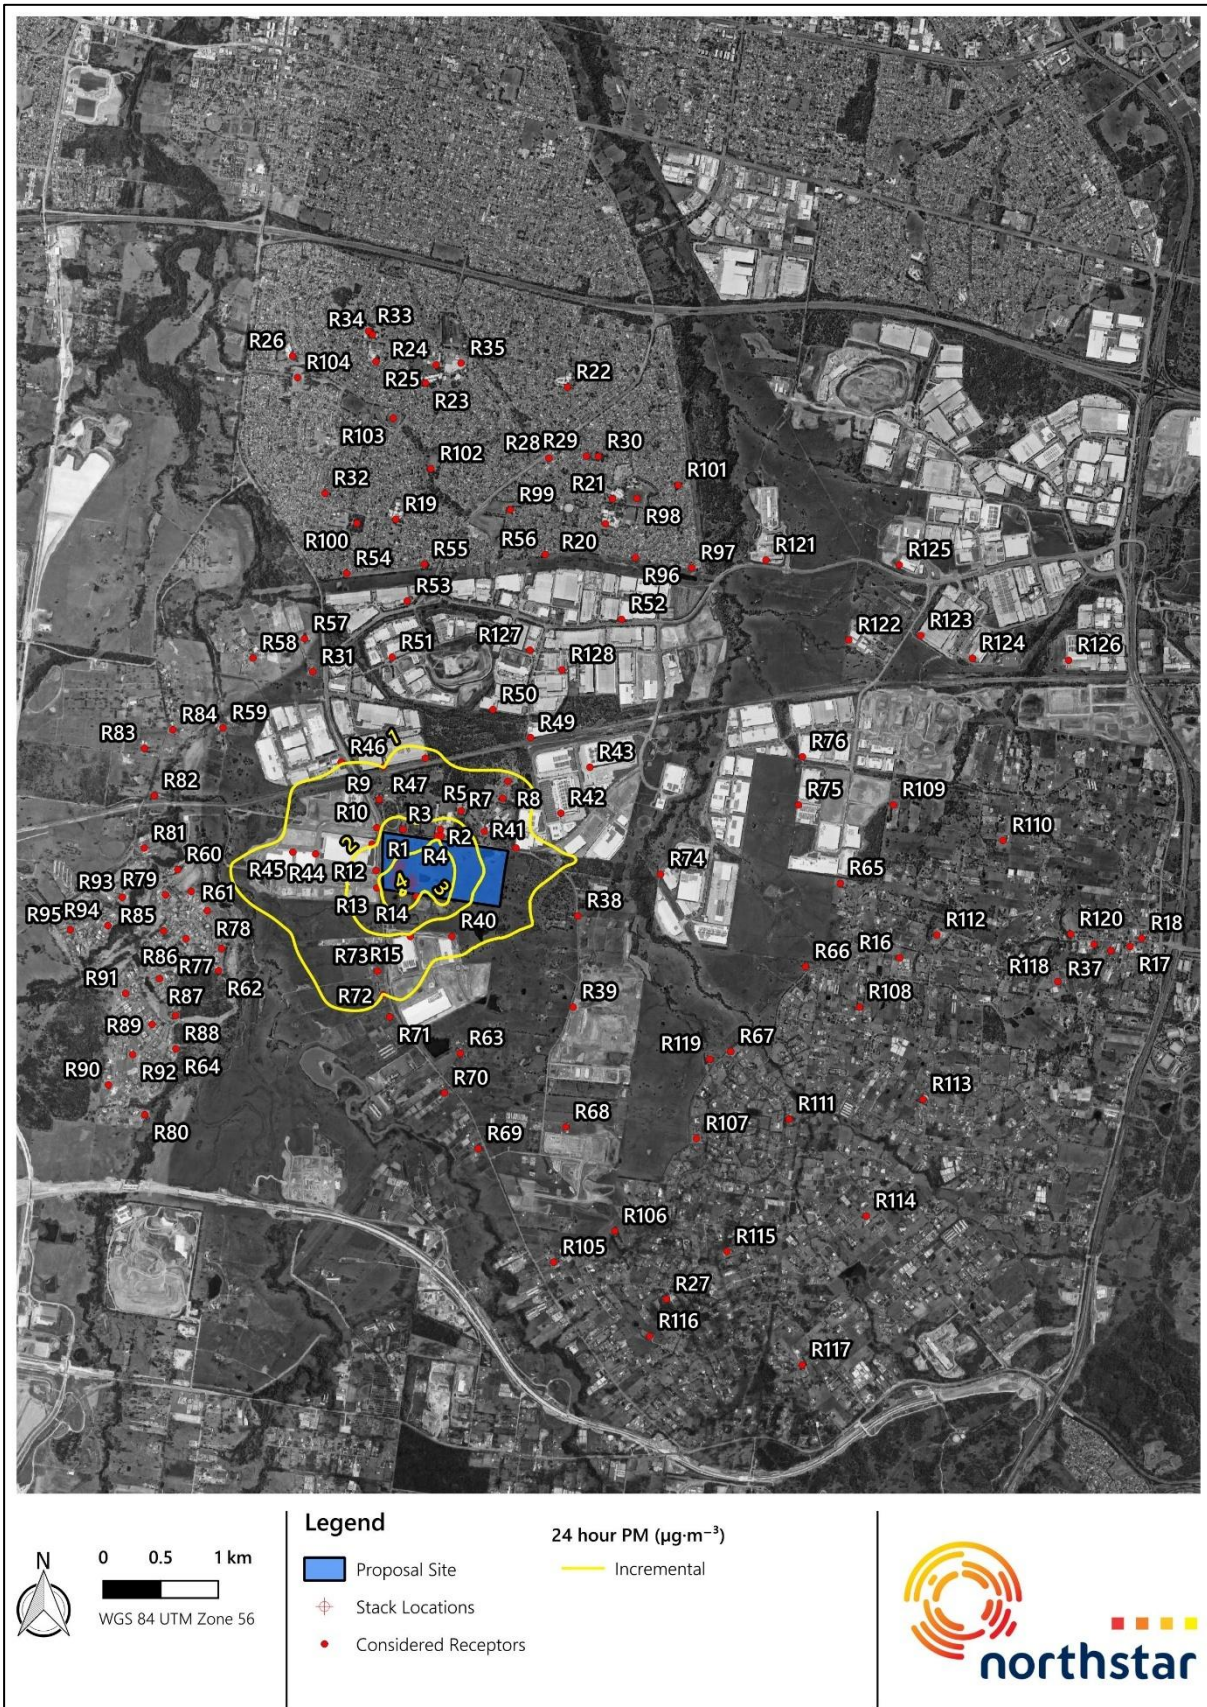 R34
R33
R26
R104
R24
R35
R25
R22
R23
R103
R28
R29
R30
R102
R101
R32
R21
R99
R19
R98
R100
R54
R55
R56
R20
R97
R121
R125
R96
R53
R52
R57
R127
R122
R123
R58
R51
R128
R124
R126
R31
R50
R84
R59
R49
R83
1
R46
R43
R76
R82
R9
R47
R5
R7
R8
R42
R75
R109
R10
R3
R2
R41
R110
R81
R60
2
R1
R4
R45
R44
R12
R74
R65
R93
R79
R61
4
3
R13
R95
R94
R85
R14
R38
R112
R120
R18
R78
R40
R86
R77
R73
R15
R66
R16
R118
R37
R17
R91
R62
R72
R87
R39
R108
R89
R88
R71
R63
R119
R67
R90
R92
R64
R70
R113
R80
R68
R111
R69
R107
R106
R114
R105
R115
R27
R116
R117
N
0 0.5 1 km
WGS 84 UTM Zone 56
Legend
Proposal Site
Stack Locations
Considered Receptors
24 hour PM (µg·m⁻³)
Incremental
northstar